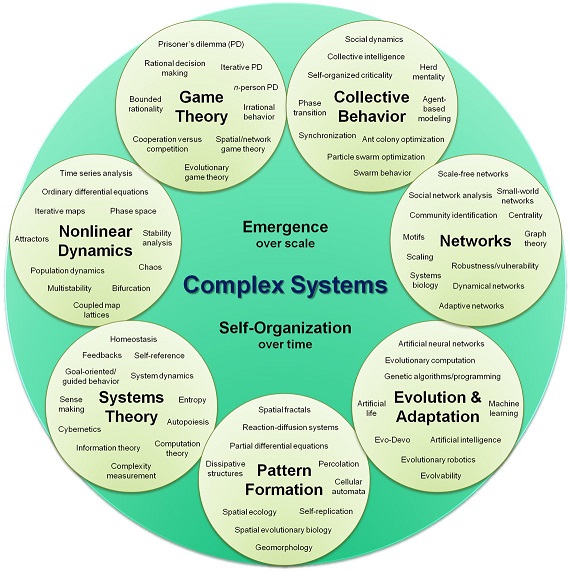 Prisoner's dilemma (PD)
Rational decision
making
Iterative PD
n-person PD
Bounded
rationality
Game
Theory
Irrational
behavior
Cooperation versus
competition
Spatial/network
game theory
Evolutionary
game theory
Social dynamics
Collective intelligence
Self-organized criticality
Herd
mentality
Phase
transition
Collective
Behavior
Agent-
based
modeling
Synchronization
Ant colony optimization
Particle swarm optimization
Swarm behavior
Time series analysis
Ordinary differential equations
Iterative maps
Phase space
Attractors
Nonlinear
Dynamics
Stability
analysis
Population dynamics
Chaos
Multistability
Bifurcation
Coupled map
lattices
Emergence
over scale
Complex Systems
Self-Organization
over time
Scale-free networks
Social network analysis
Small-world
networks
Community identification
Centrality
Motifs
Networks
Graph
theory
Scaling
Robustness/vulnerability
Systems
biology
Dynamical networks
Adaptive networks
Homeostasis
Feedbacks
Self-reference
Goal-oriented/
guided behavior
System dynamics
Sense
making
Systems
Theory
Entropy
Autopoiesis
Cybernetics
Information theory
Computation
theory
Complexity
measurement
Artificial neural networks
Evolutionary computation
Genetic algorithms/programming
Artificial
life
Evolution &
Adaptation
Machine
learning
Evo-Devo
Artificial intelligence
Evolutionary robotics
Evolvability
Spatial fractals
Reaction-diffusion systems
Partial differential equations
Dissipative
structures
Pattern
Formation
Percolation
Cellular
automata
Spatial ecology
Self-replication
Spatial evolutionary biology
Geomorphology